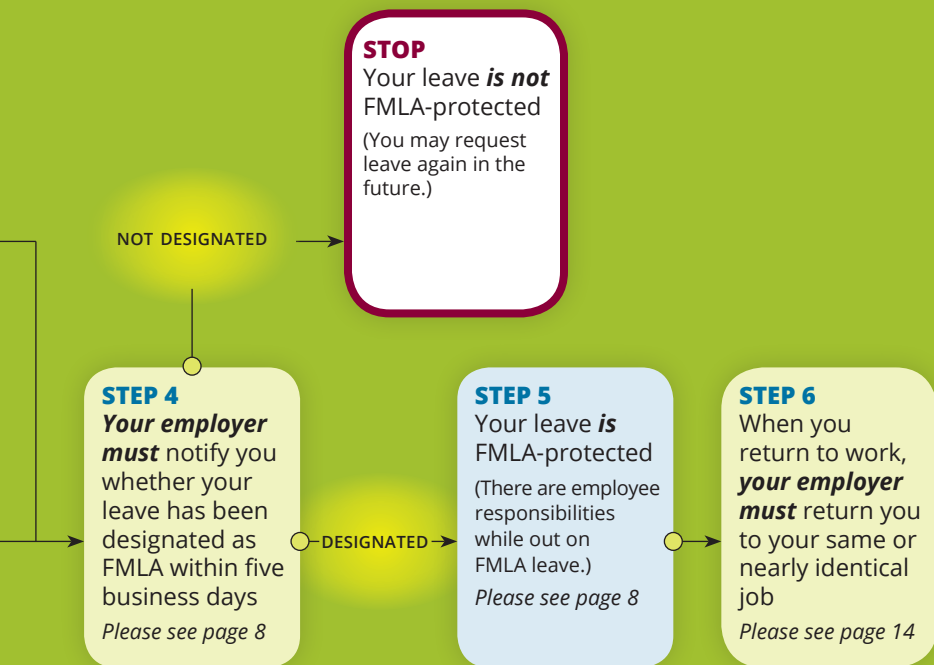 STOP
Your leave is not
FMLA-protected
(You may request
leave again in the
future.)
NOT DESIGNATED
STEP 4
Your employer
must notify you
whether your
leave has been
designated as
FMLA within five
business days
Please see page 8
DESIGNATED
STEP 5
Your leave is
FMLA-protected
(There are employee
responsibilities
while out on
FMLA leave.)
Please see page 8
STEP 6
When you
return to work,
your employer
must return you
to your same or
nearly identical
job
Please see page 14